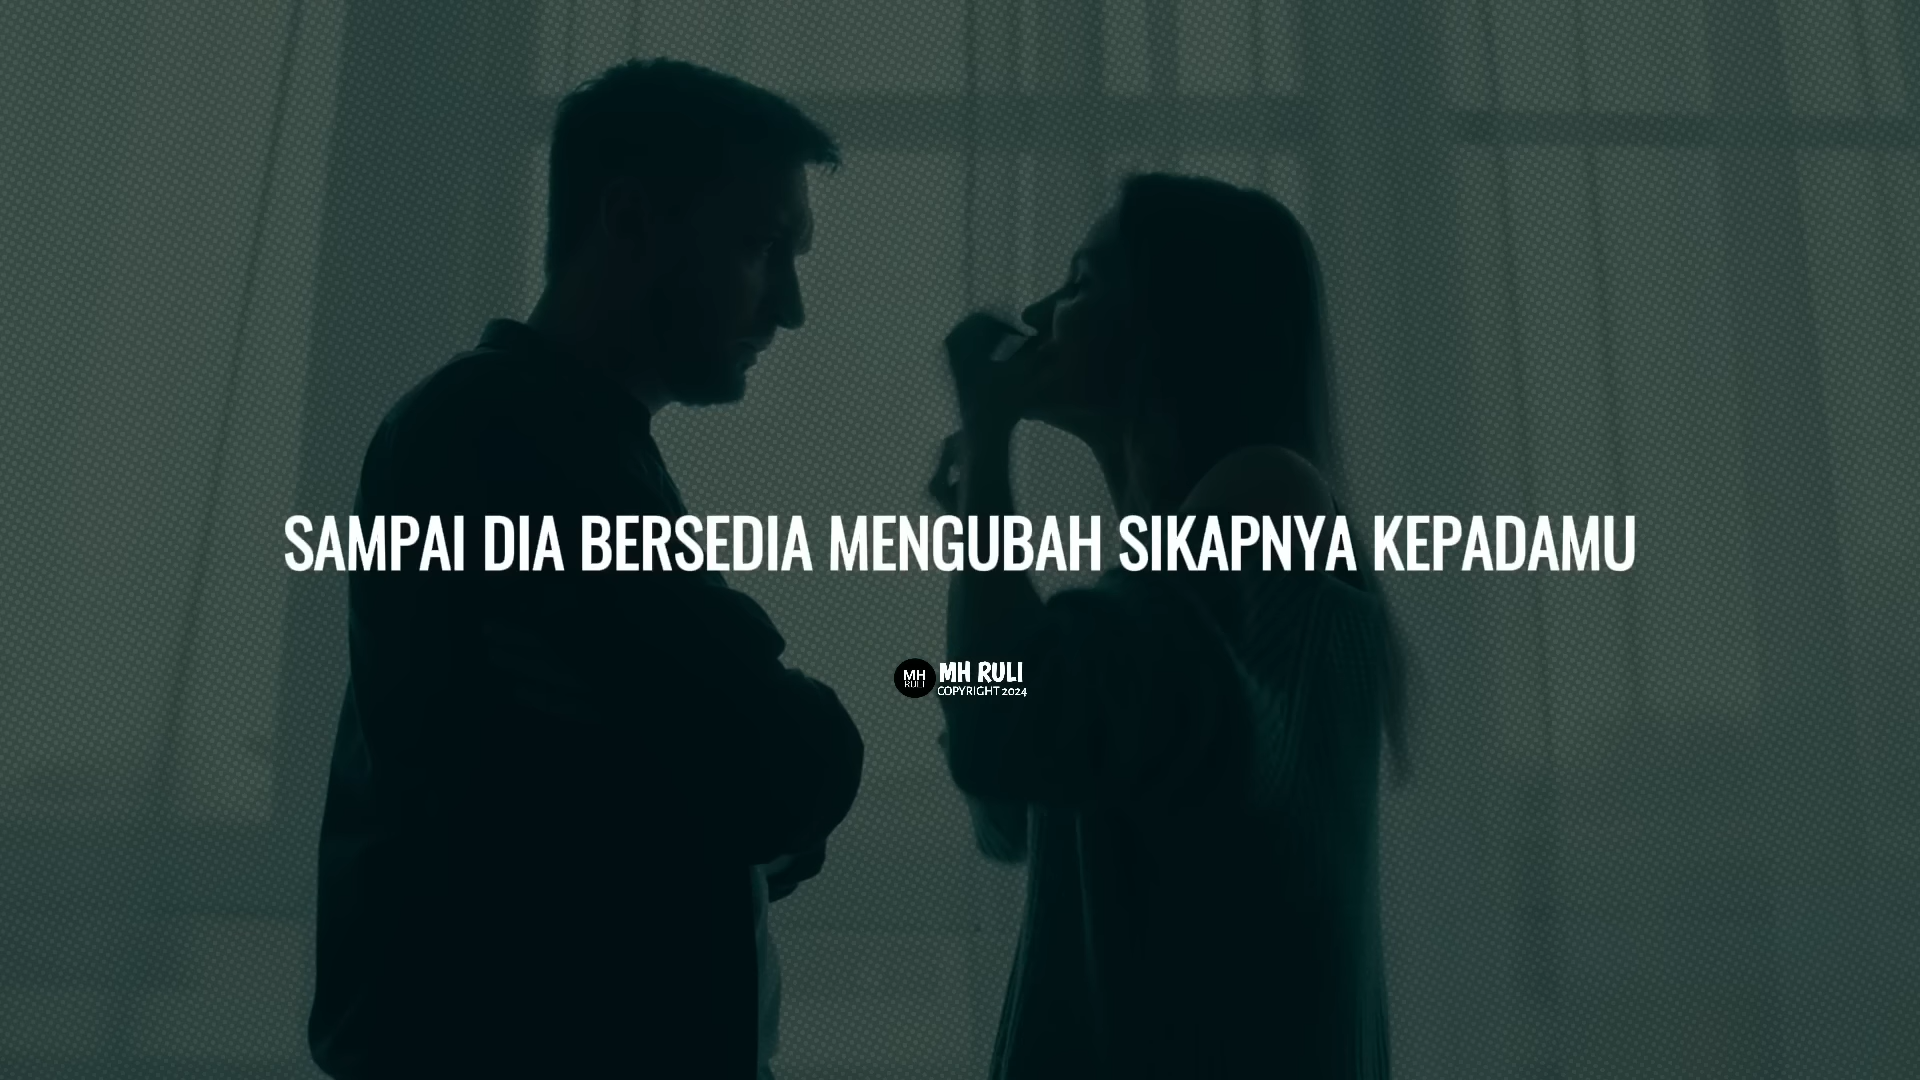 SAMPAI DIA BERSEDIA MENGUBAH SIKAPNYA KEPADAMU
MH
RULI
MH RULI
COPYRIGHT 2024